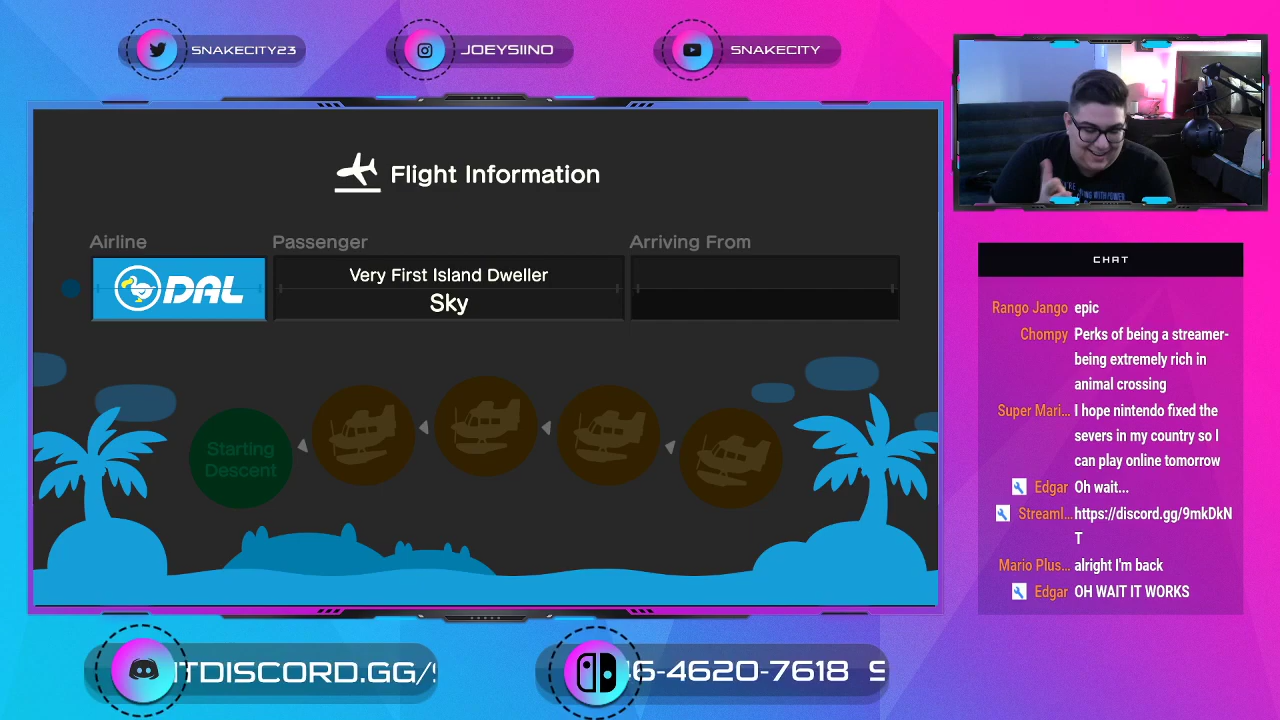 SNAKECITY23
JOEYSIINO
SNAKECITY
Flight Information
Airline
Passenger
Arriving From
DAL
Very First Island Dweller
Sky
Starting
Descent
CHAT
Rango Jango epic
Chompy Perks of being a streamer-
being extremely rich in
animal crossing
Super Mari... I hope nintendo fixed the
severs in my country so I
can play online tomorrow
Edgar Oh wait...
Streaml... https://discord.gg/9mkDkN
T
Mario Plus... alright I'm back
Edgar OH WAIT IT WORKS
ITDISCORD.GG/
6-4620-7618 S